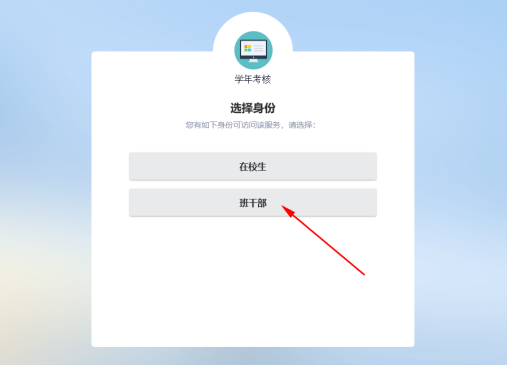 学年考核
选择身份
您有如下身份可访问该服务，请选择：
在校生
班干部